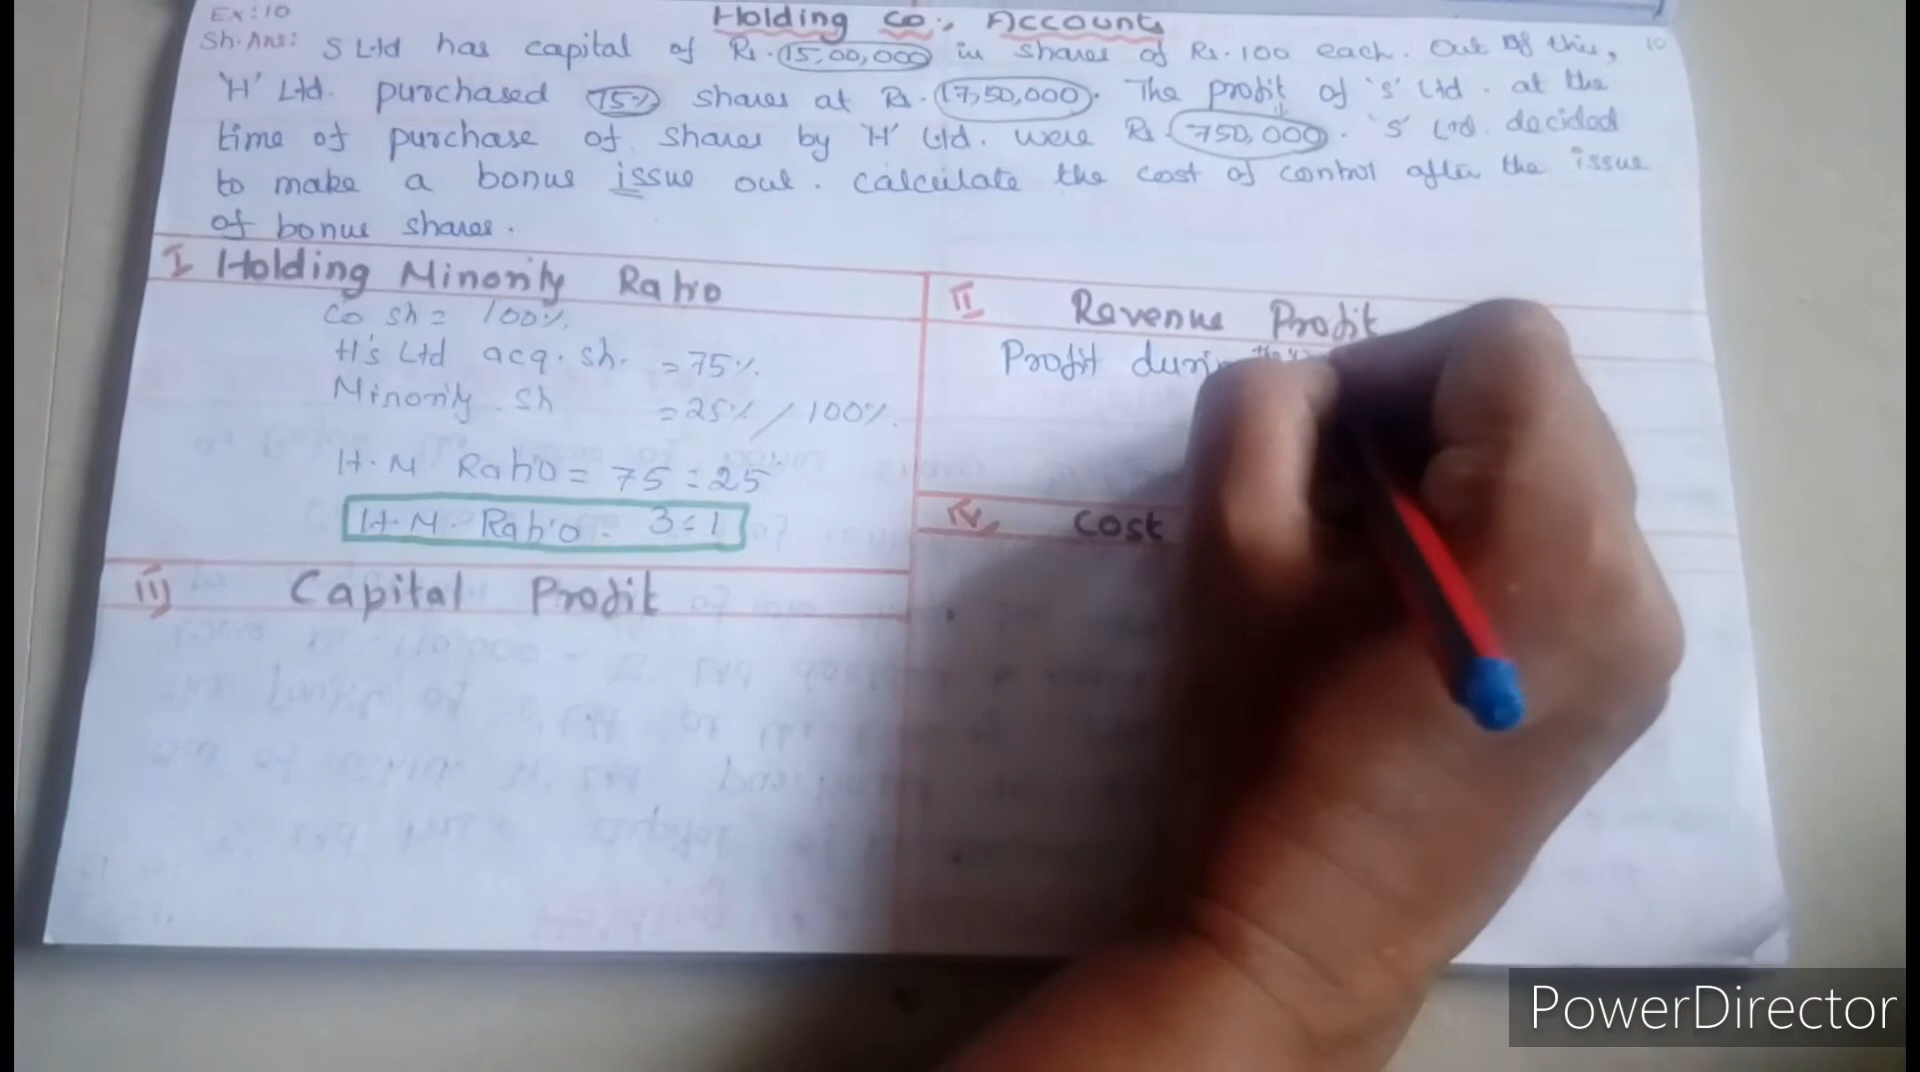 Ex:10
Holding Co., Accounts
Sh.Ans: S Ltd has capital of Rs. 15,00,000 in shares of Rs.100 each. Out of this, 10
'H' Ltd. purchased 75% shares at Rs. 17,50,000. The profit of 'S' Ltd. at the
time of purchase of shares by 'H' Ltd. were Rs. 750,000. 'S' Ltd. decided
to make a bonus issue out. Calculate the cost of control after the issue
of bonus shares.
I Holding Minority Ratio
Co sh = 100%
H's Ltd acq. sh. = 75%
Minority. sh = 25% / 100%
H.M Ratio = 75:25
H.M. Ratio = 3:1
II Revenue Profit
Profit during the
III Capital Profit
IV Cost
PowerDirector